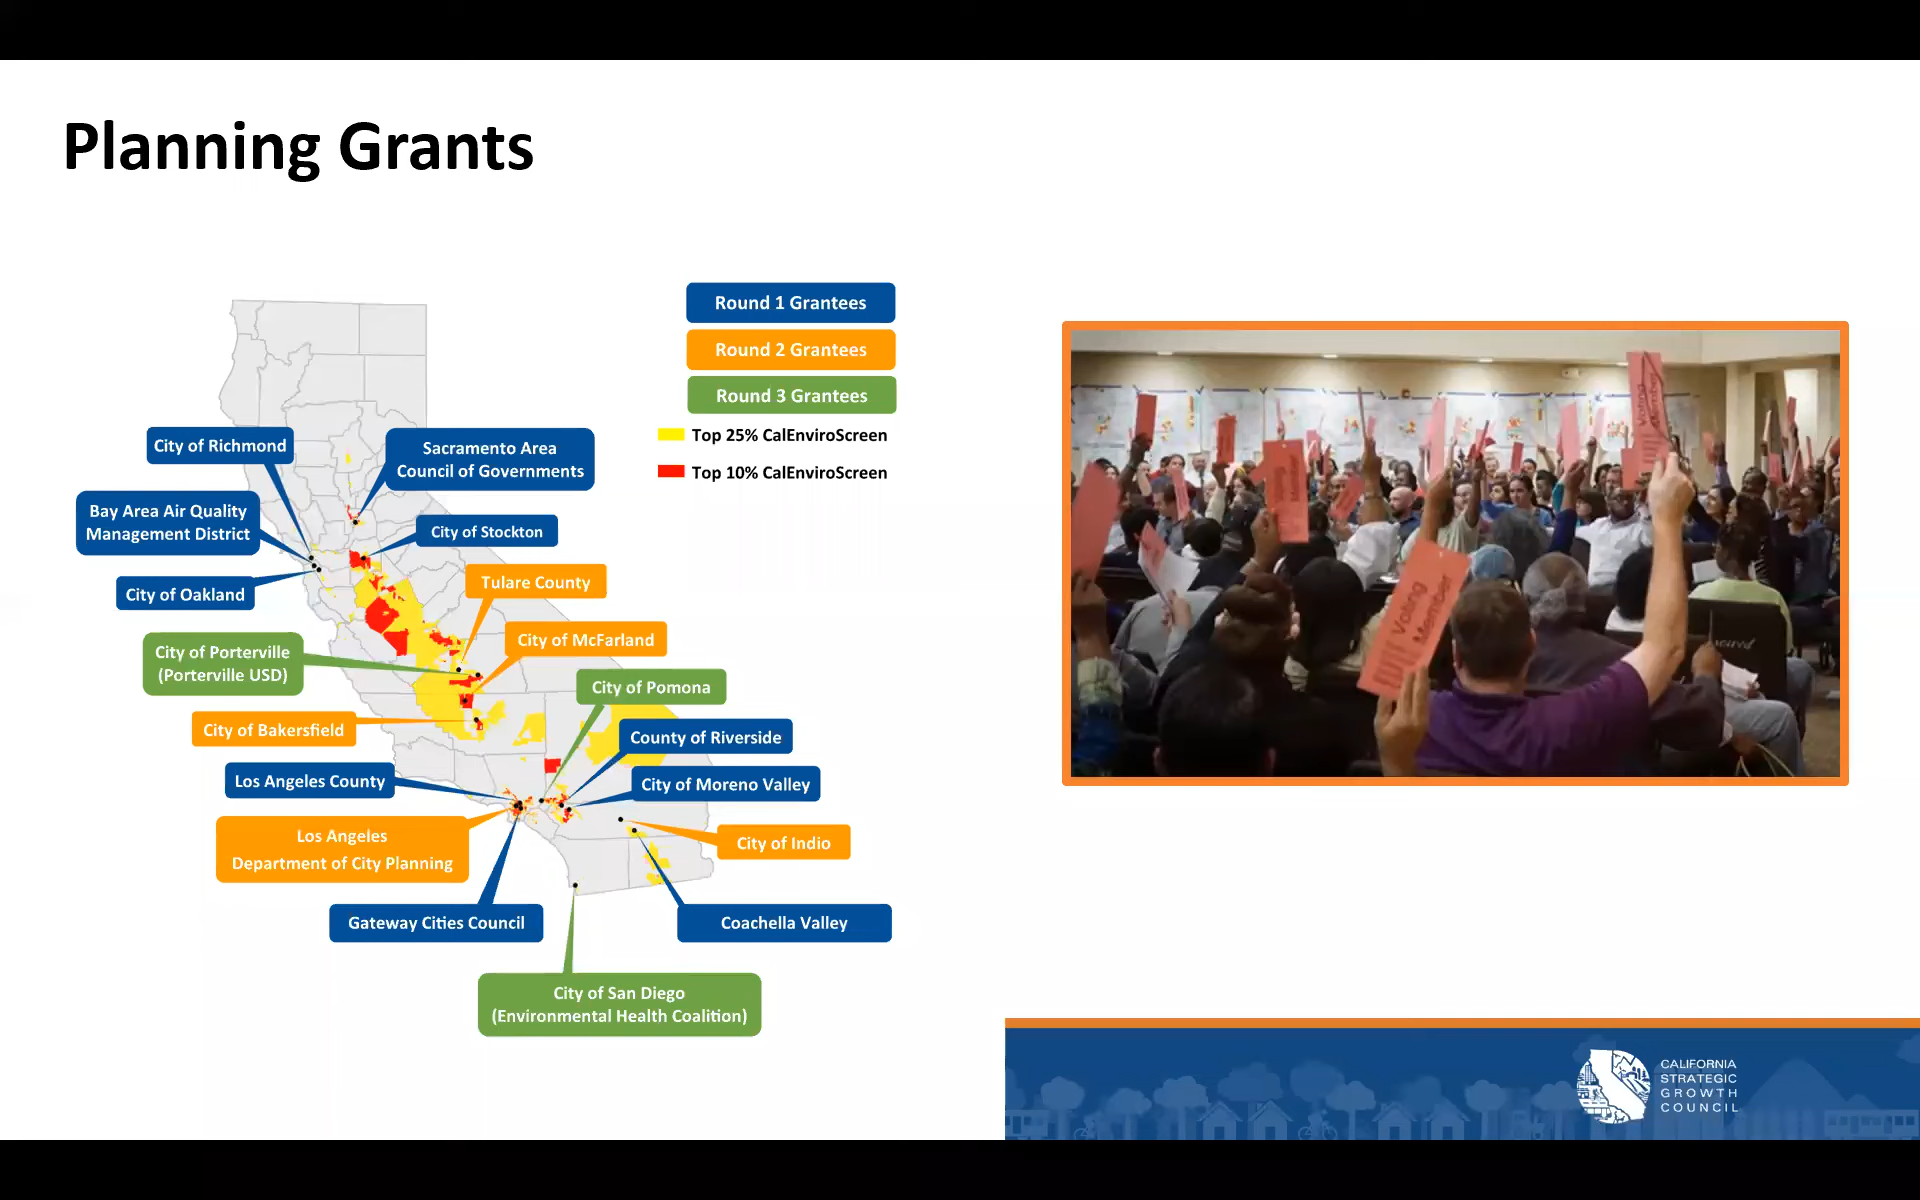 Planning Grants
Round 1 Grantees
Round 2 Grantees
Round 3 Grantees
Top 25% CalEnviroScreen
Top 10% CalEnviroScreen
City of Richmond
Sacramento Area
Council of Governments
Bay Area Air Quality
Management District
City of Stockton
City of Oakland
Tulare County
City of McFarland
City of Porterville
(Porterville USD)
City of Pomona
City of Bakersfield
County of Riverside
Los Angeles County
City of Moreno Valley
Los Angeles
Department of City Planning
City of Indio
Gateway Cities Council
Coachella Valley
City of San Diego
(Environmental Health Coalition)
Voting
Member
Voting
Member
CALIFORNIA
STRATEGIC
GROWTH
COUNCIL